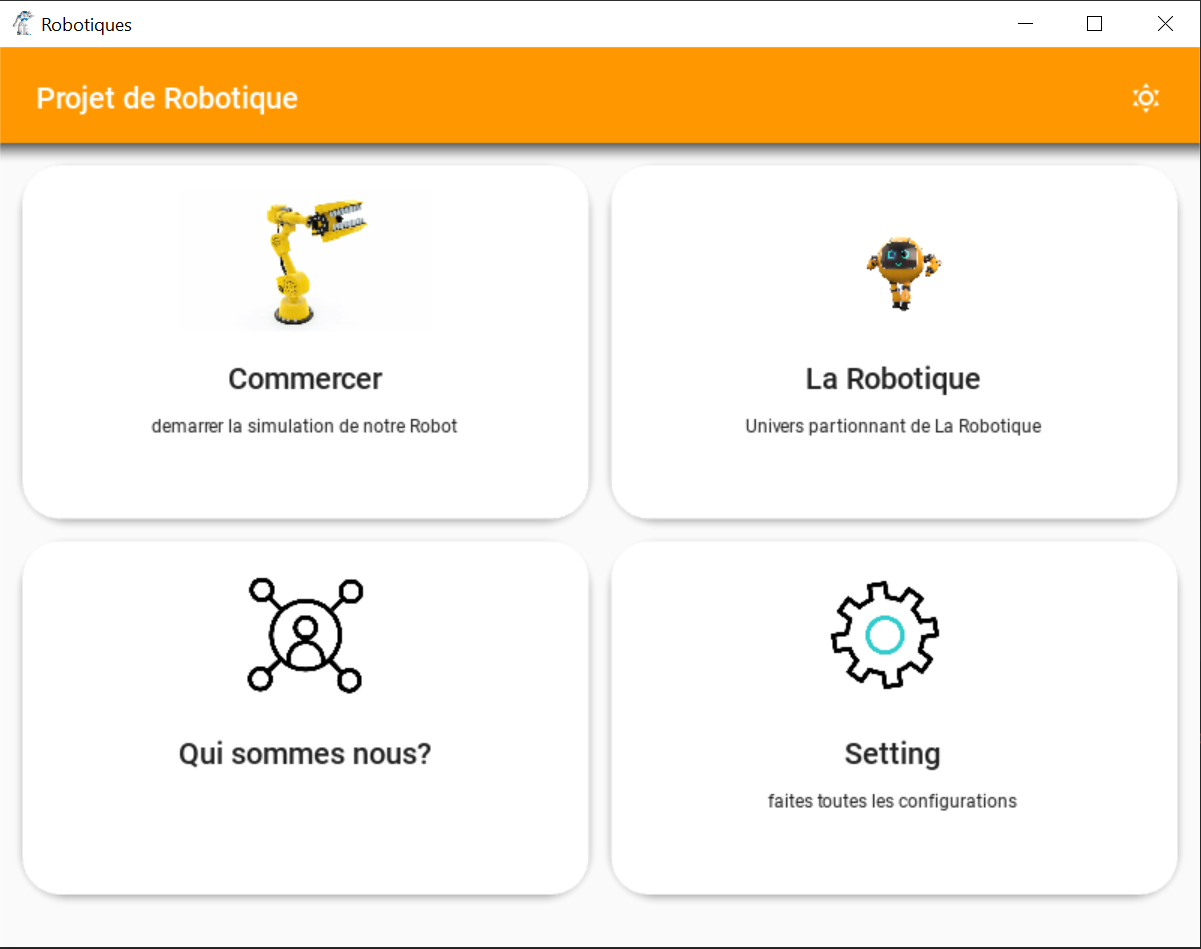 Robotiques
Projet de Robotique
Commercer
demarrer la simulation de notre Robot
La Robotique
Univers partionnant de La Robotique
Qui sommes nous?
Setting
faites toutes les configurations